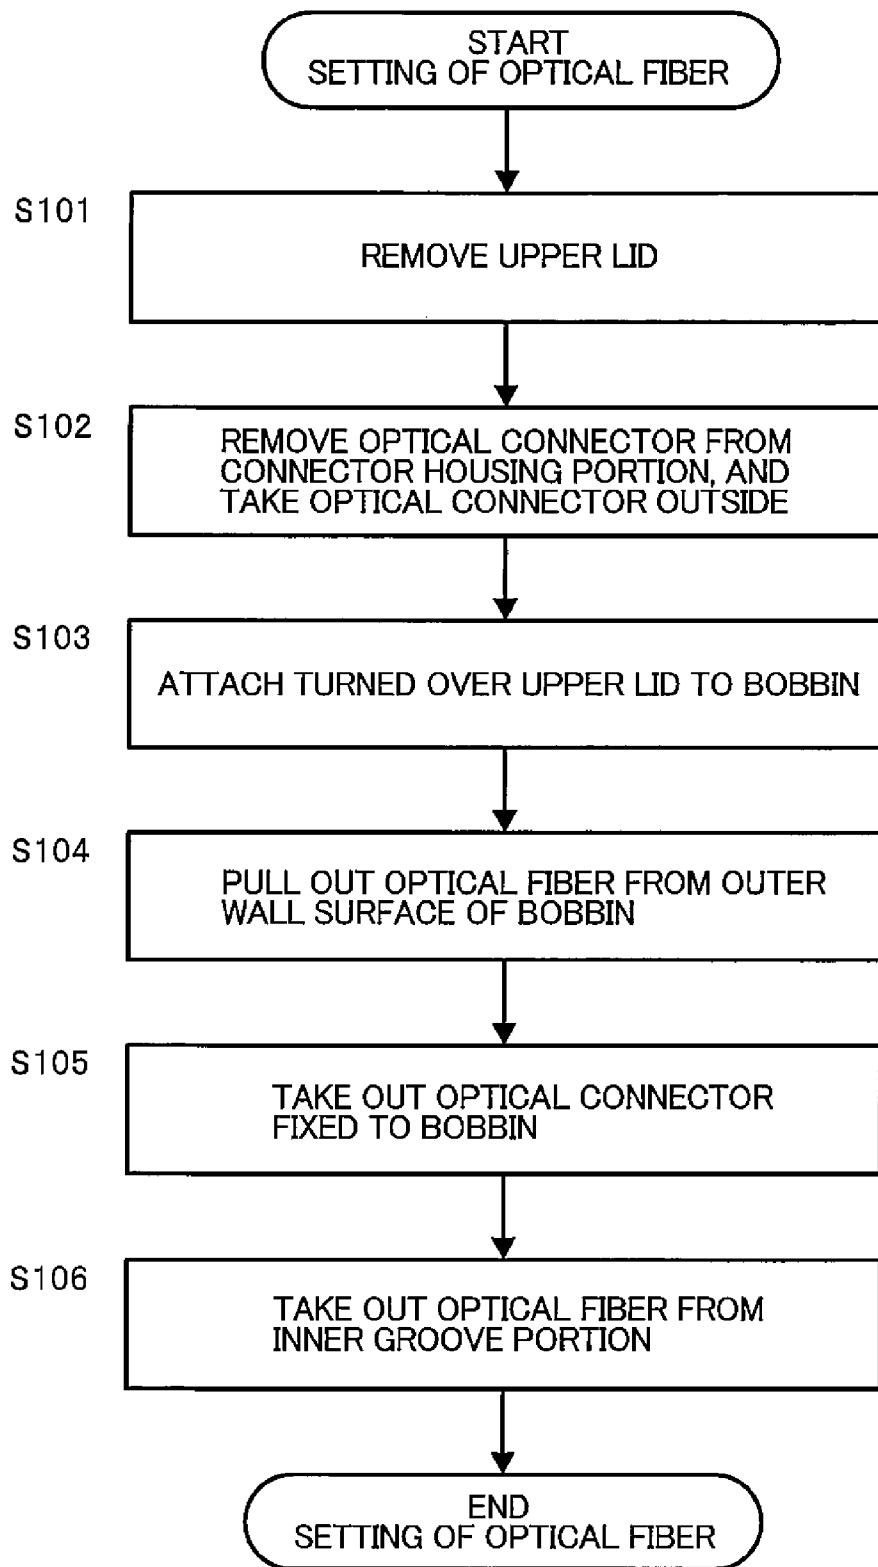 START
SETTING OF OPTICAL FIBER
S101
REMOVE UPPER LID
S102
REMOVE OPTICAL CONNECTOR FROM
CONNECTOR HOUSING PORTION, AND
TAKE OPTICAL CONNECTOR OUTSIDE
S103
ATTACH TURNED OVER UPPER LID TO BOBBIN
S104
PULL OUT OPTICAL FIBER FROM OUTER
WALL SURFACE OF BOBBIN
S105
TAKE OUT OPTICAL CONNECTOR
FIXED TO BOBBIN
S106
TAKE OUT OPTICAL FIBER FROM
INNER GROOVE PORTION
END
SETTING OF OPTICAL FIBER